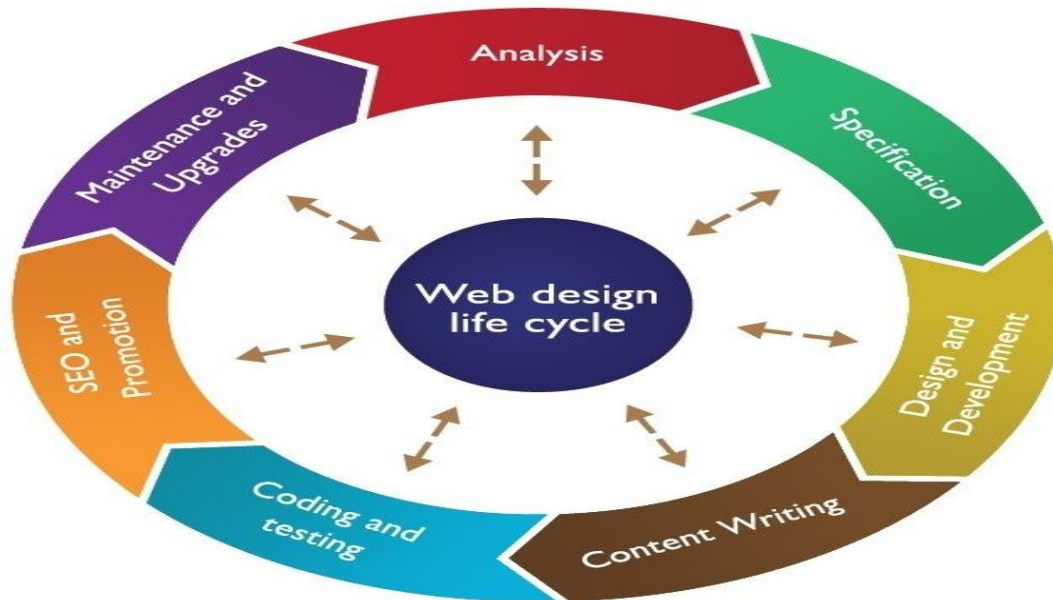 Analysis
Specification
Design and
Development
Content Writing
Coding and
testing
SEO and
Promotion
Maintenance and
Upgrades
Web design
life cycle